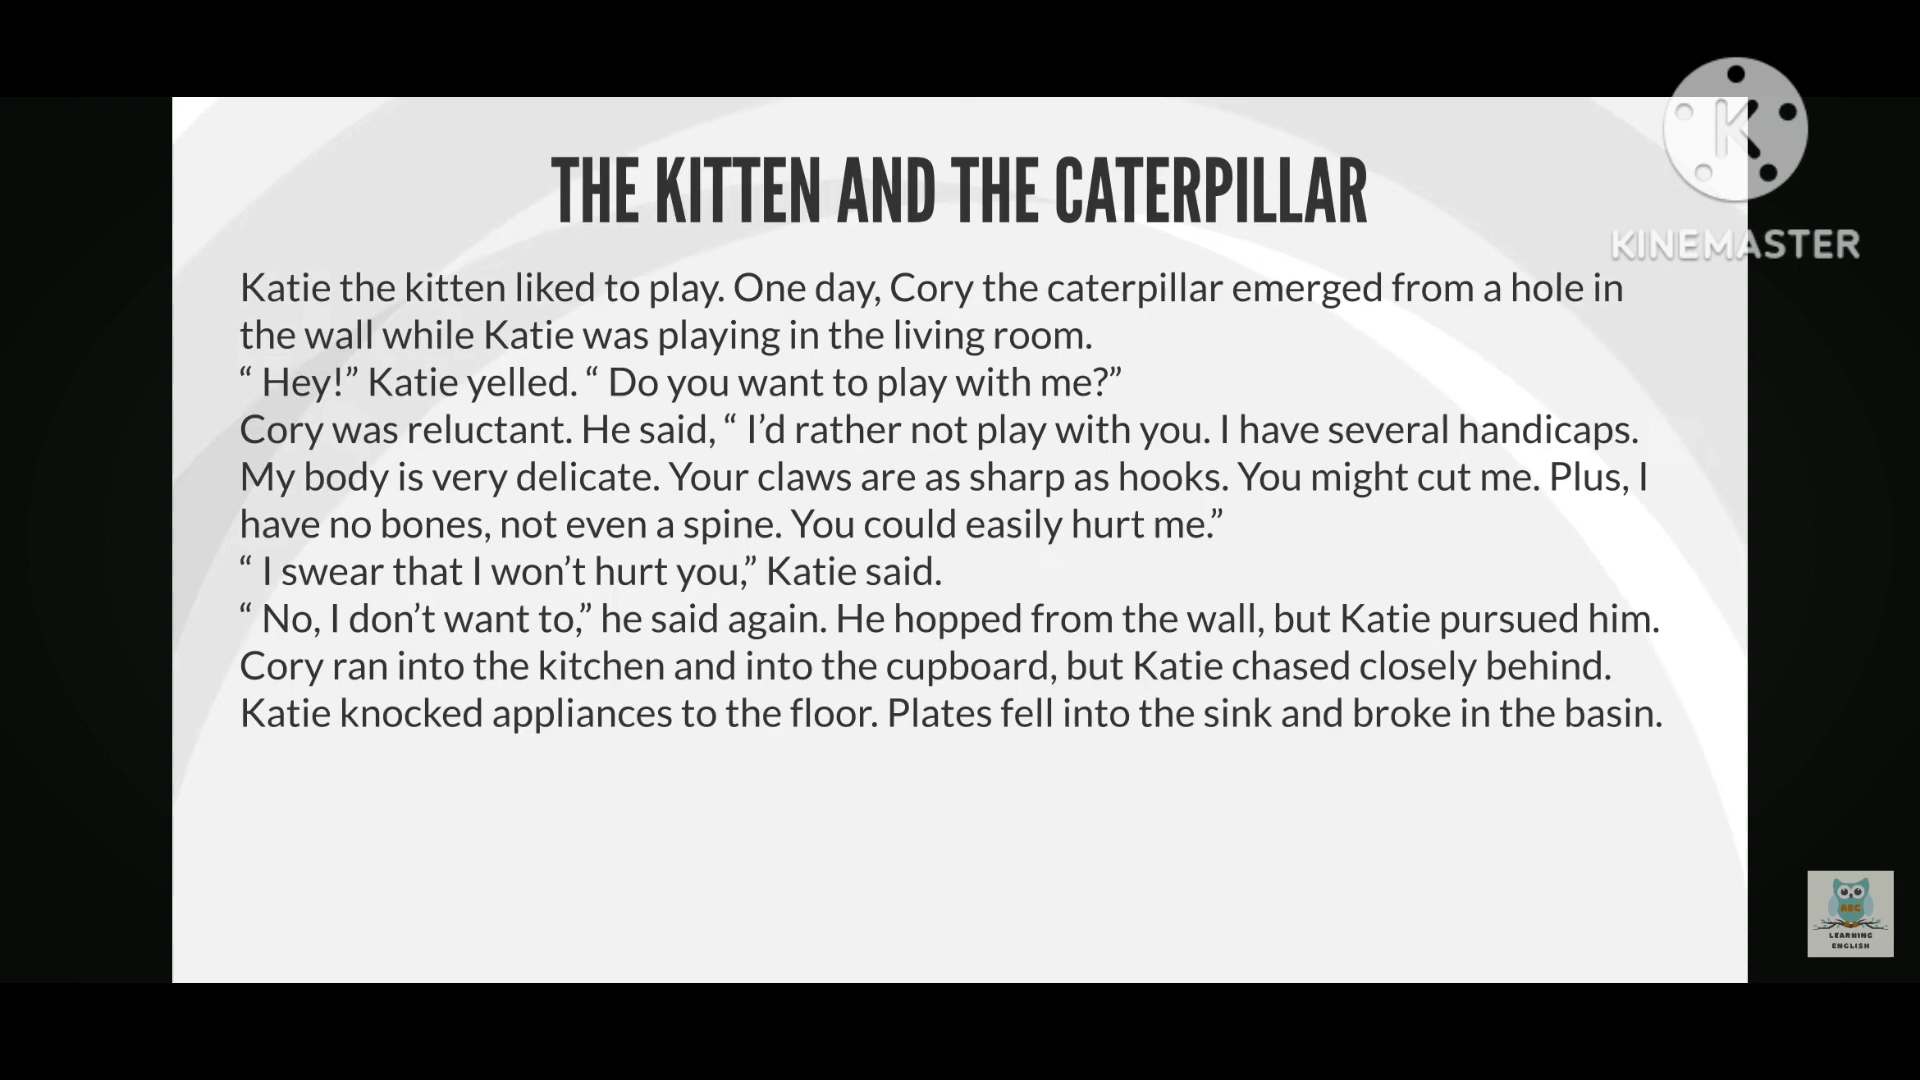 THE KITTEN AND THE CATERPILLAR
KINEMASTER
Katie the kitten liked to play. One day, Cory the caterpillar emerged from a hole in
the wall while Katie was playing in the living room.
“ Hey!” Katie yelled. “ Do you want to play with me?”
Cory was reluctant. He said, “ I’d rather not play with you. I have several handicaps.
My body is very delicate. Your claws are as sharp as hooks. You might cut me. Plus, I
have no bones, not even a spine. You could easily hurt me.”
“ I swear that I won’t hurt you,” Katie said.
“ No, I don’t want to,” he said again. He hopped from the wall, but Katie pursued him.
Cory ran into the kitchen and into the cupboard, but Katie chased closely behind.
Katie knocked appliances to the floor. Plates fell into the sink and broke in the basin.
ABC
LEARNING
ENGLISH